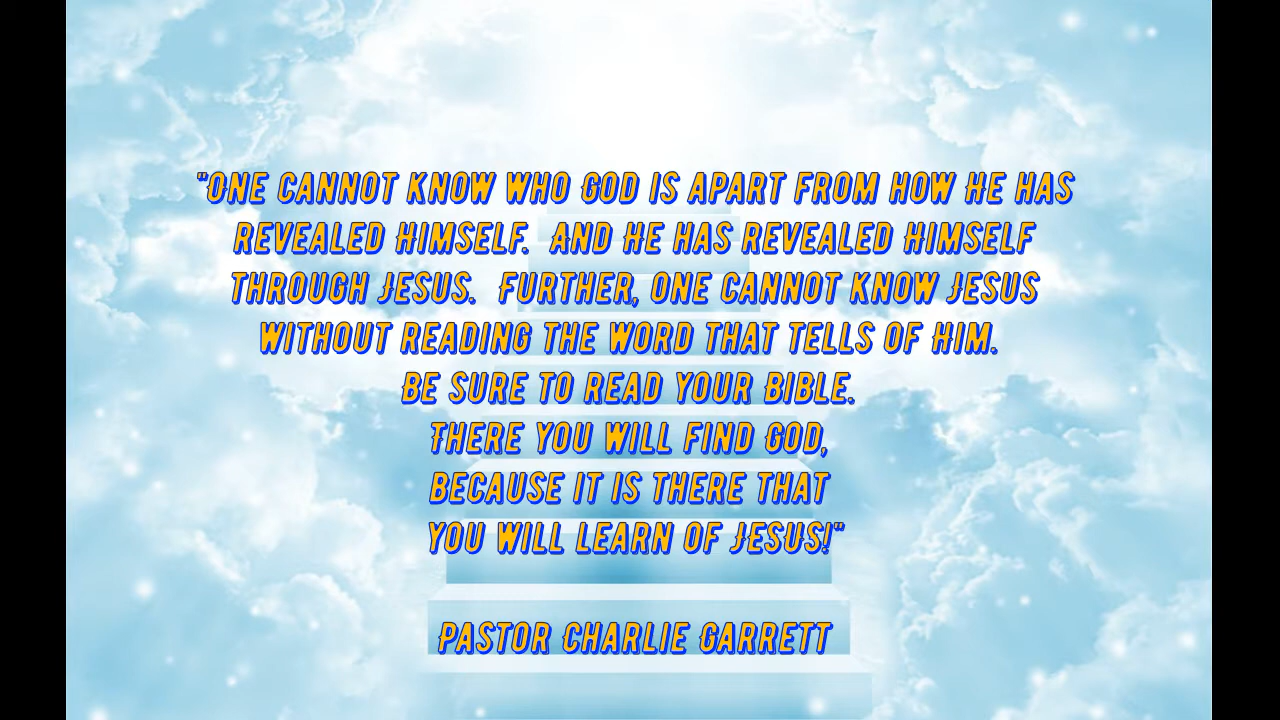 "One cannot know who God is apart from how He has
revealed Himself.  And He has revealed Himself
through Jesus.  Further, one cannot know Jesus
without reading the word that tells of Him.
Be sure to read your Bible.
There you will find God,
because it is there that
you will learn of Jesus!"
Pastor Charlie Garrett